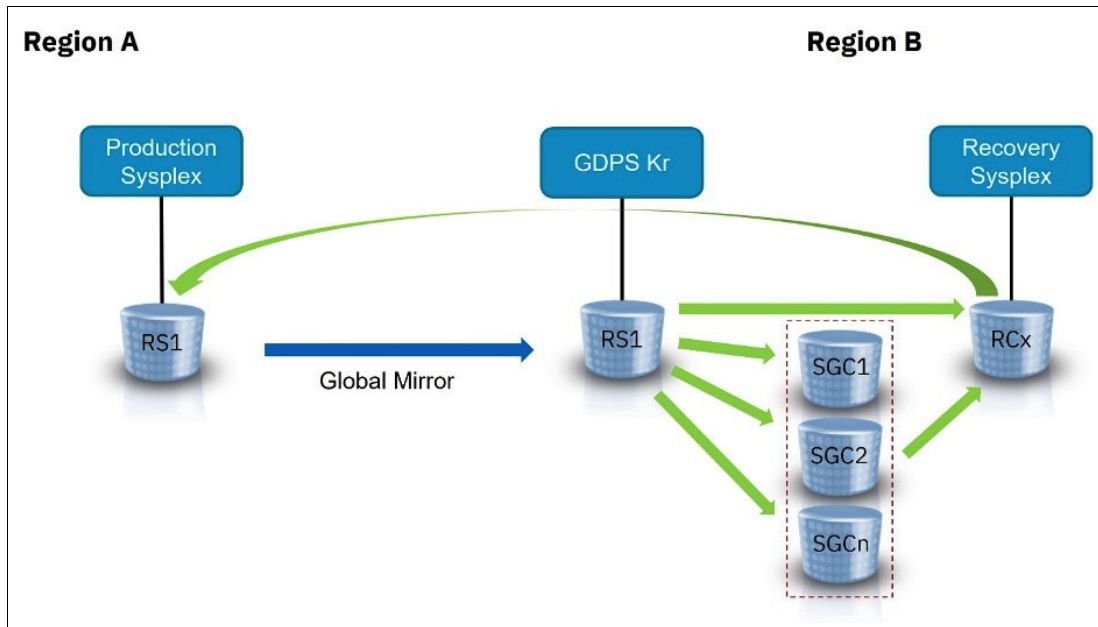 Region A
Region B
Production
Sysplex
GDPS Kr
Recovery
Sysplex
RS1
Global Mirror
RS1
SGC1
SGC2
SGCn
RCx